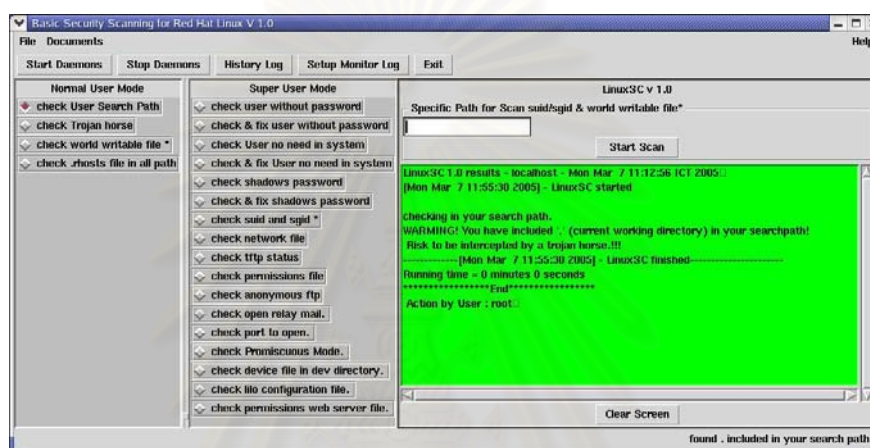 Basic Security Scanning for Red Hat Linux V 1.0
File Documents Help
Start Daemons Stop Daemons History Log Setup Monitor Log Exit
Normal User Mode
check User Search Path
check Trojan horse
check world writable file *
check .rhosts file in all path
Super User Mode
check user without password
check & fix user without password
check User no need in system
check & fix User no need in system
check shadows password
check & fix shadows password
check suid and sgid *
check network file
check tftp status
check permissions file
check anonymous ftp
check open relay mail.
check port to open.
check Promiscuous Mode.
check device file in dev directory.
check lilo configuration file.
check permissions web server file.
LinuxSC v 1.0
Specific Path for Scan suid/sgid & world writable file*
Start Scan
LinuxSC 1.0 results - localhost - Mon Mar 7 11:12:56 ICT 2005
[Mon Mar 7 11:55:30 2005] - LinuxSC started
checking in your search path.
WARNING! You have included '.' (current working directory) in your searchpath!
Risk to be intercepted by a trojan horse.!!!
-------------[Mon Mar 7 11:55:30 2005] - LinuxSC finished----------------------
Running time = 0 minutes 0 seconds
******************End******************
Action by User : root
Clear Screen
found . included in your search path